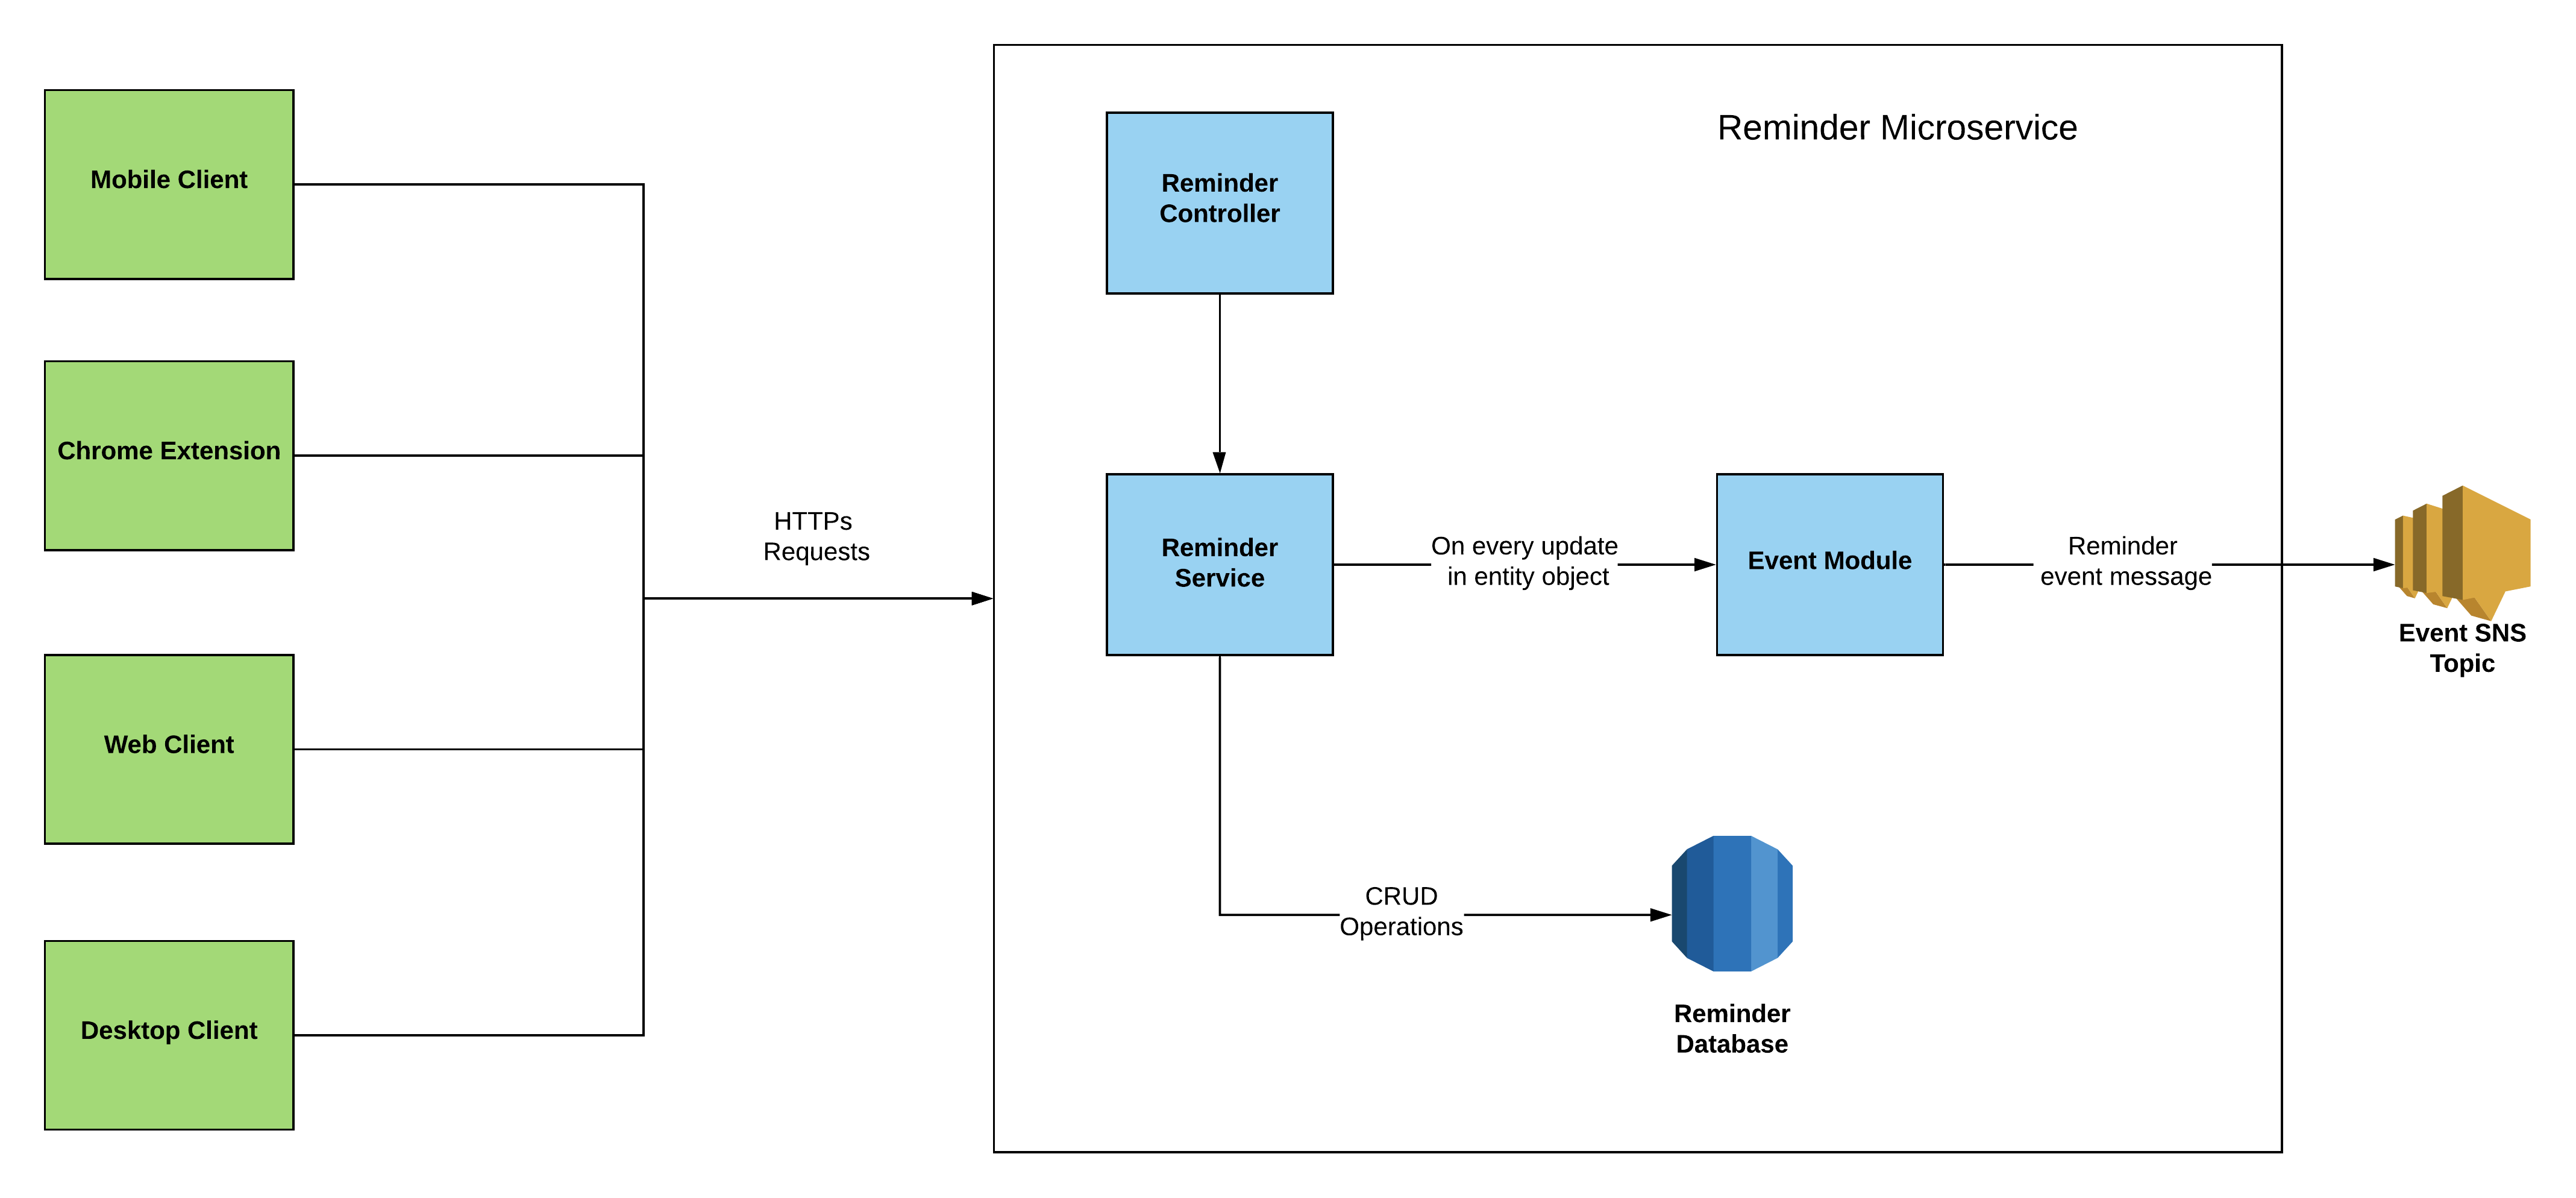 Mobile Client
Chrome Extension
Web Client
Desktop Client
HTTPs
Requests
Reminder Microservice
Reminder
Controller
Reminder
Service
On every update
in entity object
Event Module
Reminder
event message
Event SNS
Topic
CRUD
Operations
Reminder
Database